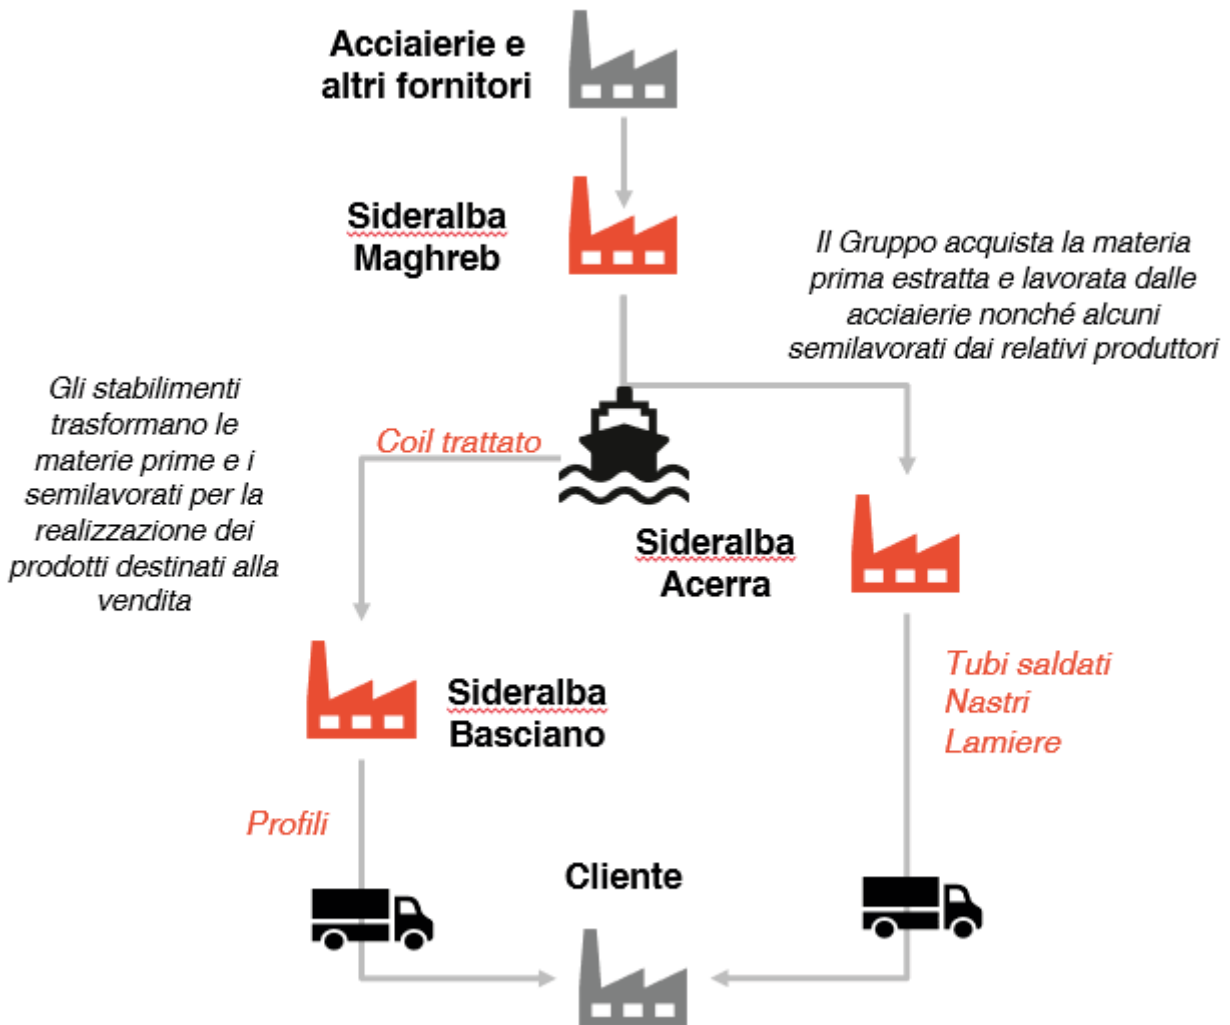 Acciaierie e
altri fornitori
Sideralba
Maghreb
Il Gruppo acquista la materia
prima estratta e lavorata dalle
acciaierie nonché alcuni
semilavorati dai relativi produttori
Gli stabilimenti
trasformano le
materie prime e i
semilavorati per la
realizzazione dei
prodotti destinati alla
vendita
Coil trattato
Sideralba
Acerra
Sideralba
Basciano
Tubi saldati
Nastri
Lamiere
Profili
Cliente